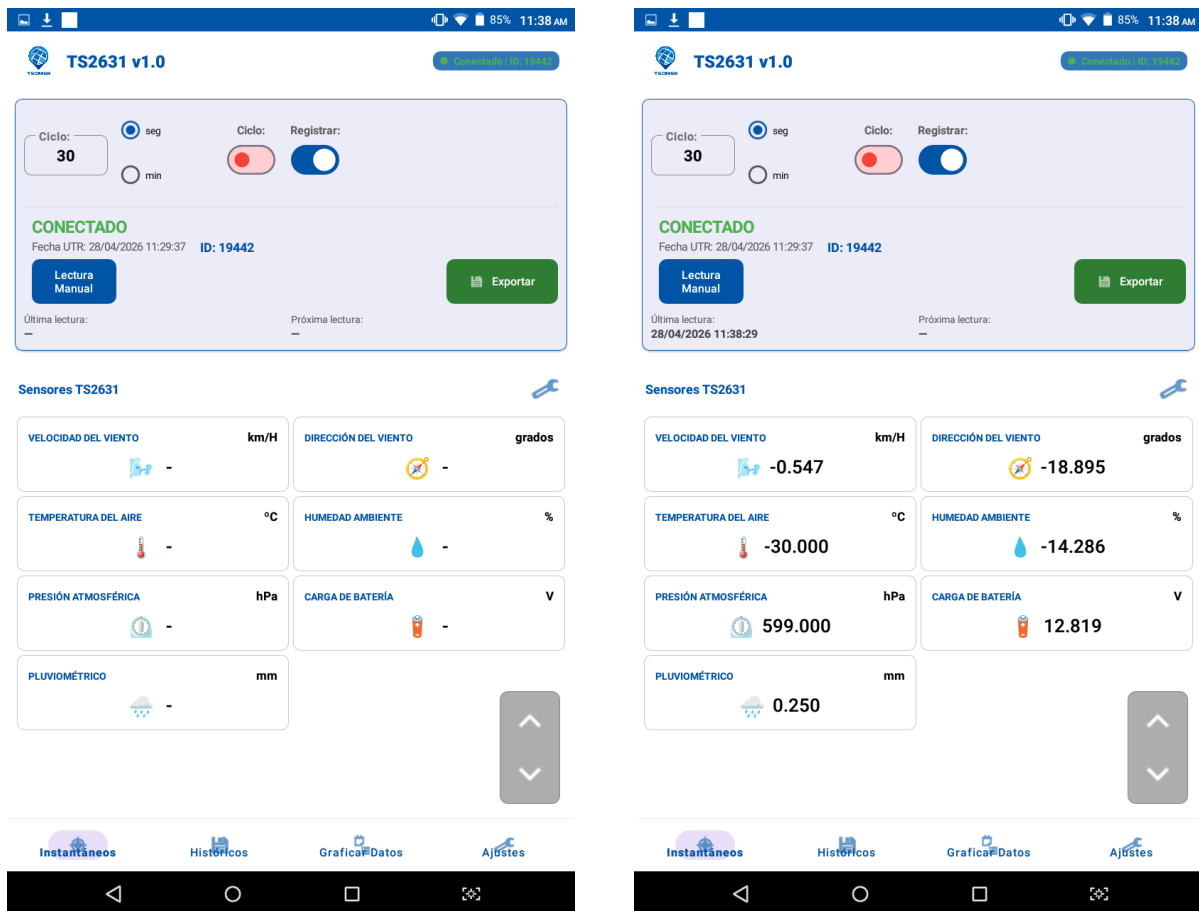 85% 11:38 AM
TECMES
TS2631 v1.0
Conectado | ID: 19442
Ciclo:
30
seg
min
Ciclo:
Registrar:
CONECTADO
Fecha UTR: 28/04/2026 11:29:37 ID: 19442
Lectura
Manual
Exportar
Última lectura:
–
Próxima lectura:
–
Sensores TS2631
VELOCIDAD DEL VIENTO km/H
-
DIRECCIÓN DEL VIENTO grados
-
TEMPERATURA DEL AIRE ºC
-
HUMEDAD AMBIENTE %
-
PRESIÓN ATMOSFÉRICA hPa
-
CARGA DE BATERÍA V
-
PLUVIOMÉTRICO mm
-
Instantáneos
Históricos
Graficar Datos
Ajustes
85% 11:38 AM
TECMES
TS2631 v1.0
Conectado | ID: 19442
Ciclo:
30
seg
min
Ciclo:
Registrar:
CONECTADO
Fecha UTR: 28/04/2026 11:29:37 ID: 19442
Lectura
Manual
Exportar
Última lectura:
28/04/2026 11:38:29
Próxima lectura:
–
Sensores TS2631
VELOCIDAD DEL VIENTO km/H
-0.547
DIRECCIÓN DEL VIENTO grados
-18.895
TEMPERATURA DEL AIRE ºC
-30.000
HUMEDAD AMBIENTE %
-14.286
PRESIÓN ATMOSFÉRICA hPa
599.000
CARGA DE BATERÍA V
12.819
PLUVIOMÉTRICO mm
0.250
Instantáneos
Históricos
Graficar Datos
Ajustes